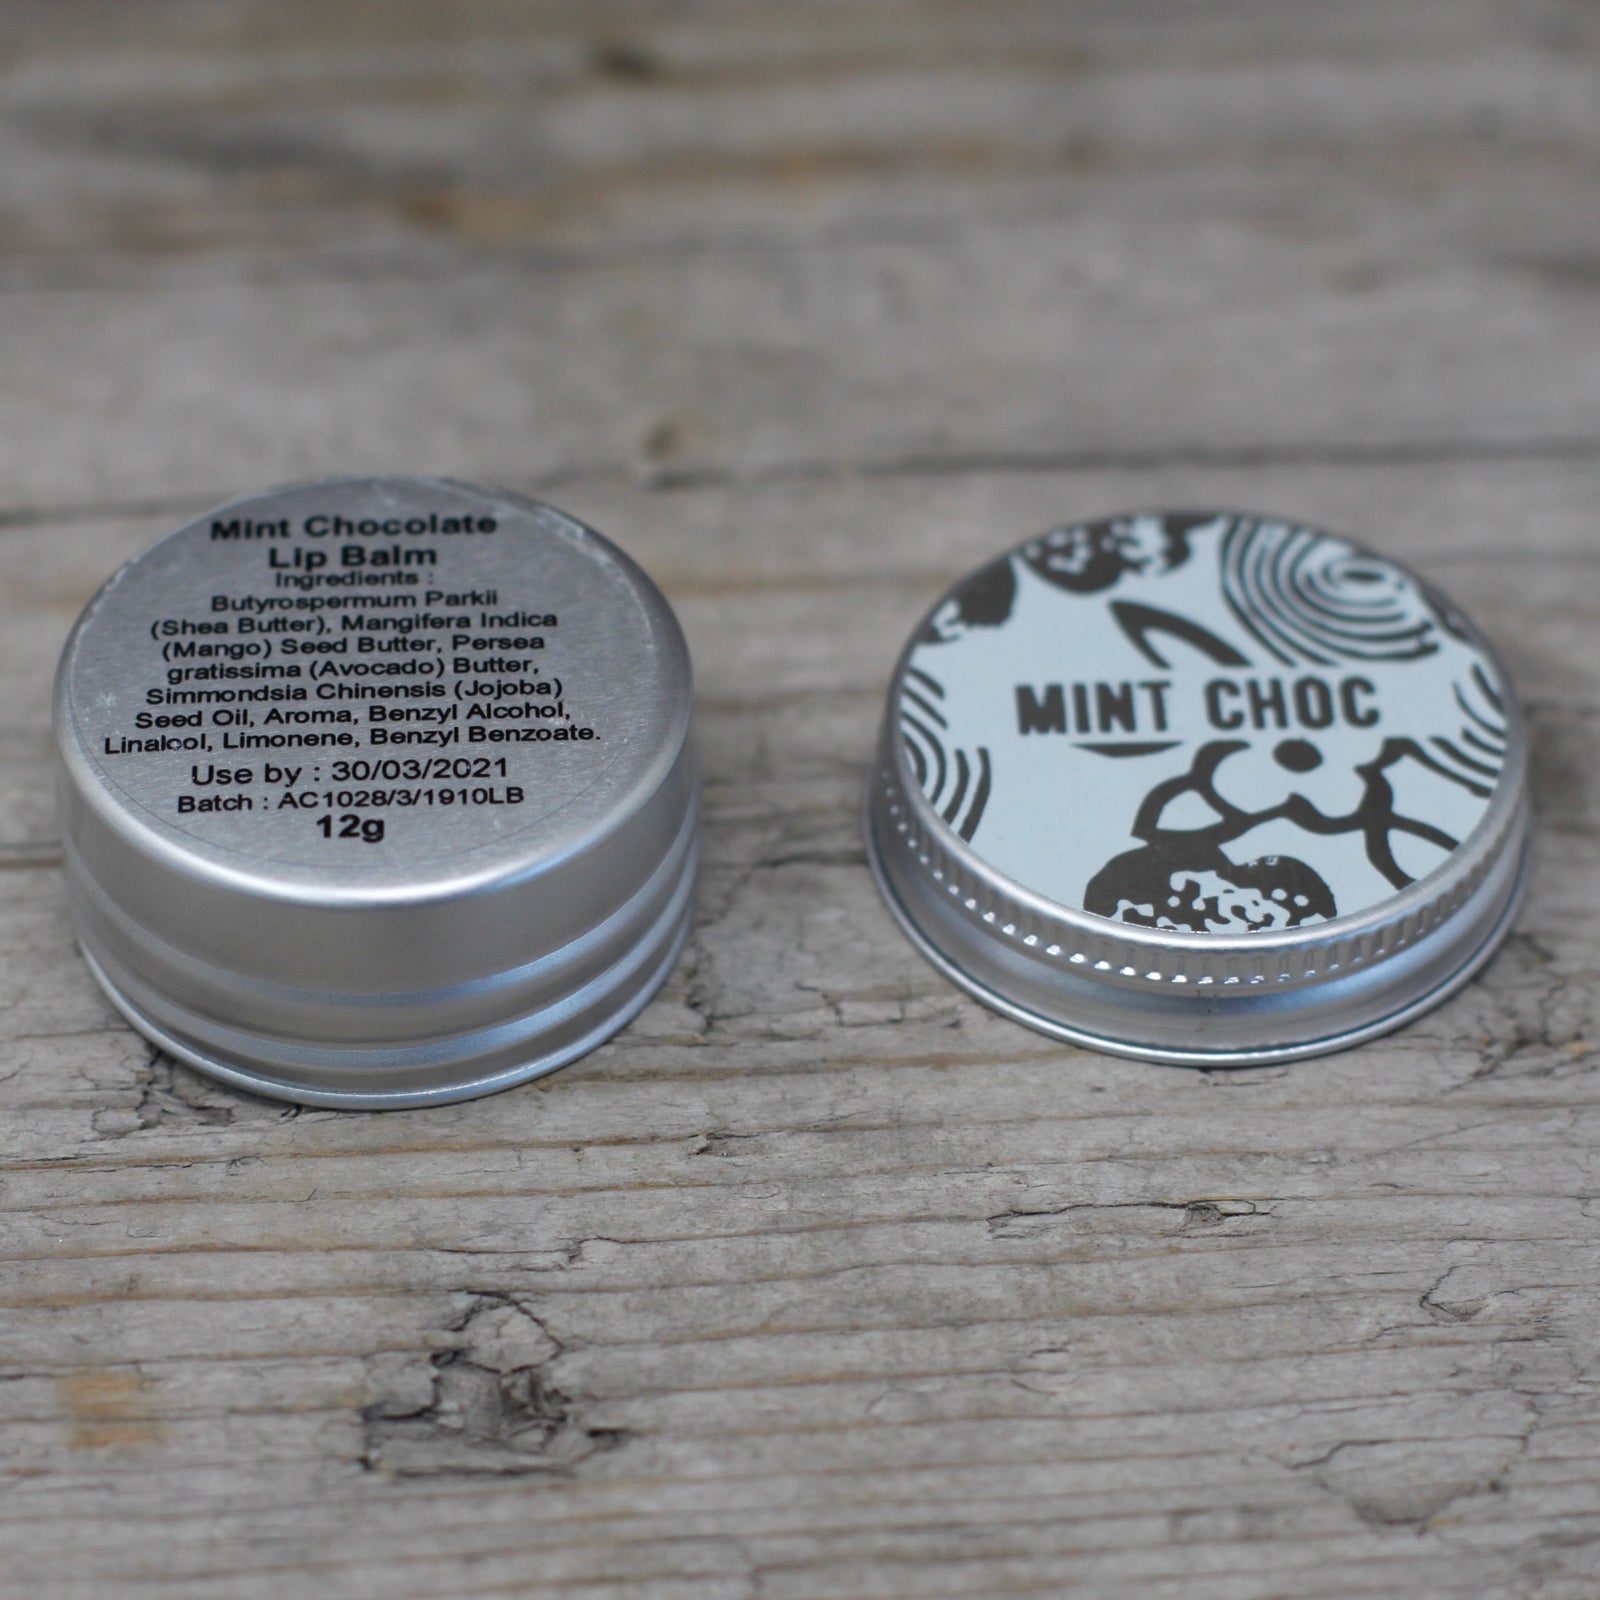 Mint Chocolate
Lip Balm
Ingredients :
Butyrospermum Parkii
(Shea Butter), Mangifera Indica
(Mango) Seed Butter, Persea
gratissima (Avocado) Butter,
Simmondsia Chinensis (Jojoba)
Seed Oil, Aroma, Benzyl Alcohol,
Linalool, Limonene, Benzyl Benzoate.
Use by : 30/03/2021
Batch : AC1028/3/1910LB
12g
MINT CHOC